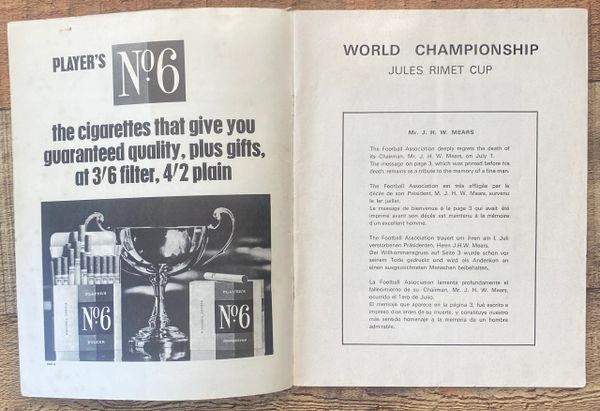 PLAYER'S
Nº6
the cigarettes that give you
guaranteed quality, plus gifts,
at 3'6 filter, 4'2 plain
PLAYER'S
Nº6
FILTER
PLAYER'S
Nº6
WORLD CHAMPIONSHIP
JULES RIMET CUP
Mr. J. H. W. MEARS
The Football Association deeply regrets the death of
its Chairman, Mr. J. H. W. Mears, on July 1.
The message on page 3, which was printed before his
death, remains as a tribute to the memory of a fine man.
The Football Association est très affligée par le
décès de son Président, M. J. H. W. Mears, survenu
le 1er juillet.
Le message de bienvenue à la page 3 qui avait été
imprimé avant son décès est maintenu à la mémoire
d'un excellent homme.
The Football Association trauert um ihren am 1. Juli
verstorbenen Präsidenten, Herrn J.H.W. Mears.
Der Willkommensgruss auf Seite 3 wurde schon vor
seinem Tode gedruckt und wird als Andenken an
einen ausgezeichneten Menschen beibehalten.
La Football Association lamenta profundamente el
fallecimiento de su Chairman, Mr. J. H. W. Mears,
ocurrido el 1ero de Julio.
El mensaje que aparece en la página 3, fué escrito e
impreso dias antes de su muerte, y constituye nuestro
más sentido homenaje a la memoria de un hombre
admirable.